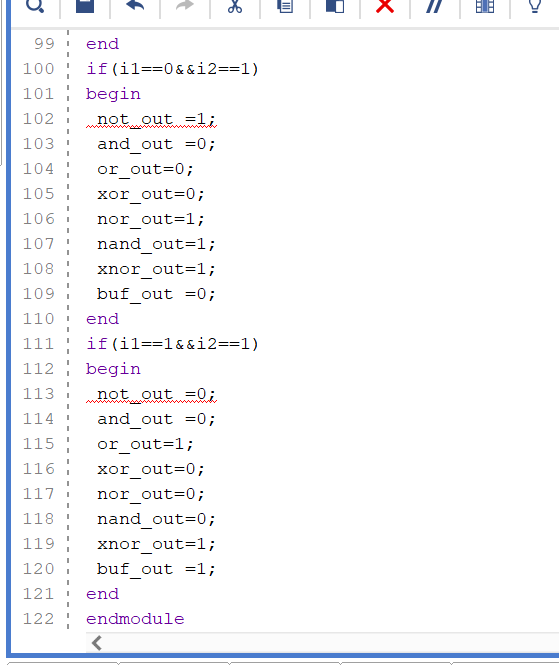 99 end
100 if(i1==0&&i2==1)
101 begin
102 not_out =1;
103 and_out =0;
104 or_out=0;
105 xor_out=0;
106 nor_out=1;
107 nand_out=1;
108 xnor_out=1;
109 buf_out =0;
110 end
111 if(i1==1&&i2==1)
112 begin
113 not_out =0;
114 and_out =0;
115 or_out=1;
116 xor_out=0;
117 nor_out=0;
118 nand_out=0;
119 xnor_out=1;
120 buf_out =1;
121 end
122 endmodule